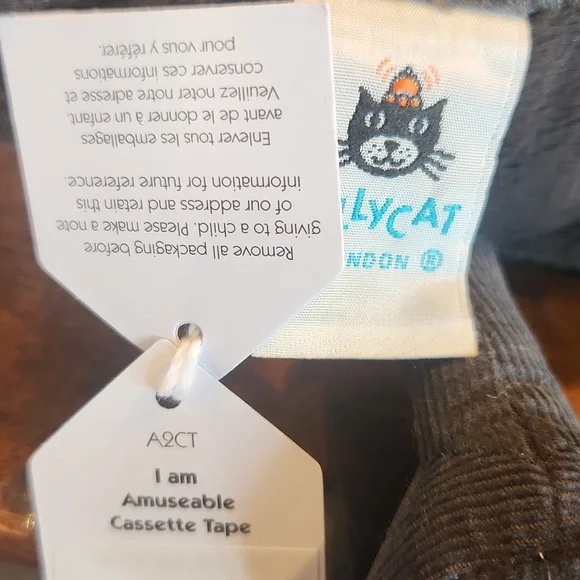 Remove all packaging before
giving to a child. Please make a note
of our address and retain this
information for future reference.
Enlever tous les emballages
avant de le donner à un enfant.
Veuillez noter notre adresse et
conserver ces informations
pour vous y référer.
LLYCAT
NDON ®
A2CT
I am
Amuseable
Cassette Tape